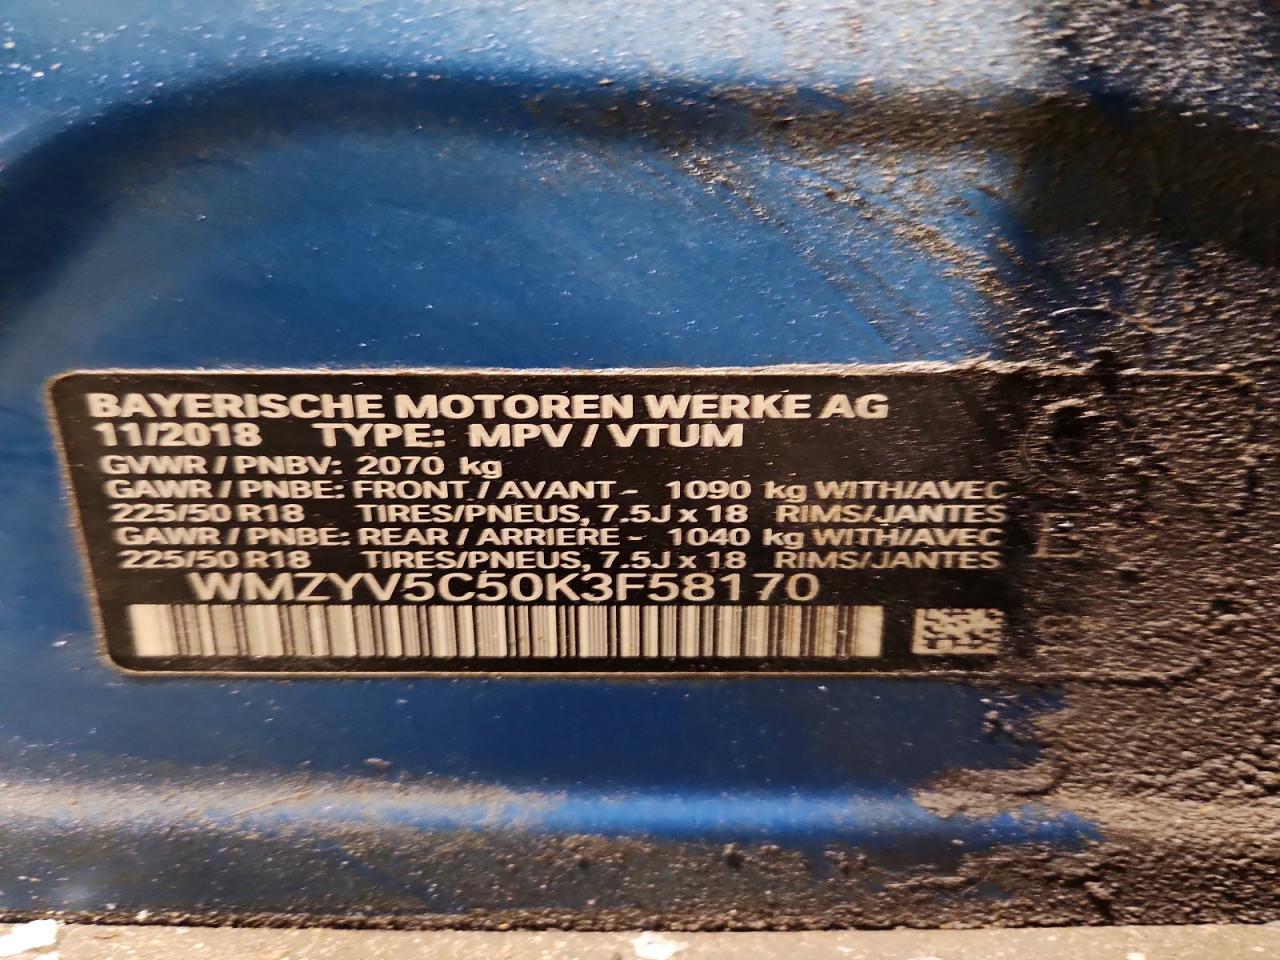 BAYERISCHE MOTOREN WERKE AG
11/2018 TYPE: MPV / VTUM
GVWR / PNBV: 2070 kg
GAWR / PNBE: FRONT / AVANT - 1090 kg WITH/AVEC
225/50 R18 TIRES/PNEUS, 7.5J x 18 RIMS/JANTES
GAWR / PNBE: REAR / ARRIERE - 1040 kg WITH/AVEC
225/50 R18 TIRES/PNEUS, 7.5J x 18 RIMS/JANTES
WMZYV5C50K3F58170